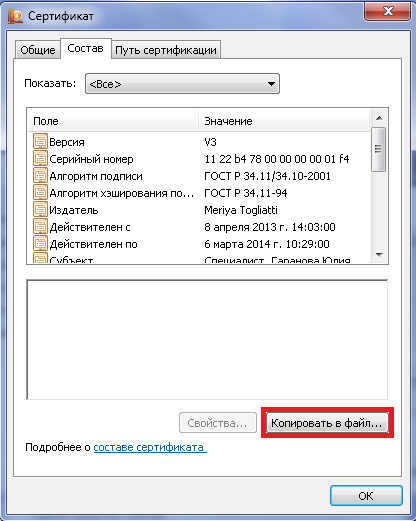 Сертификат
Общие Состав Путь сертификации
Показать: <Все>
Поле Значение
Версия V3
Серийный номер 11 22 b4 78 00 00 00 00 01 f4
Алгоритм подписи ГОСТ Р 34.11/34.10-2001
Алгоритм хэширования по... ГОСТ Р 34.11-94
Издатель Meriya Togliatti
Действителен с 8 апреля 2013 г. 14:03:00
Действителен по 6 марта 2014 г. 10:29:00
Субъект Специалист, Гаранова Юлия
Свойства... Копировать в файл...
Подробнее о составе сертификата
ОК